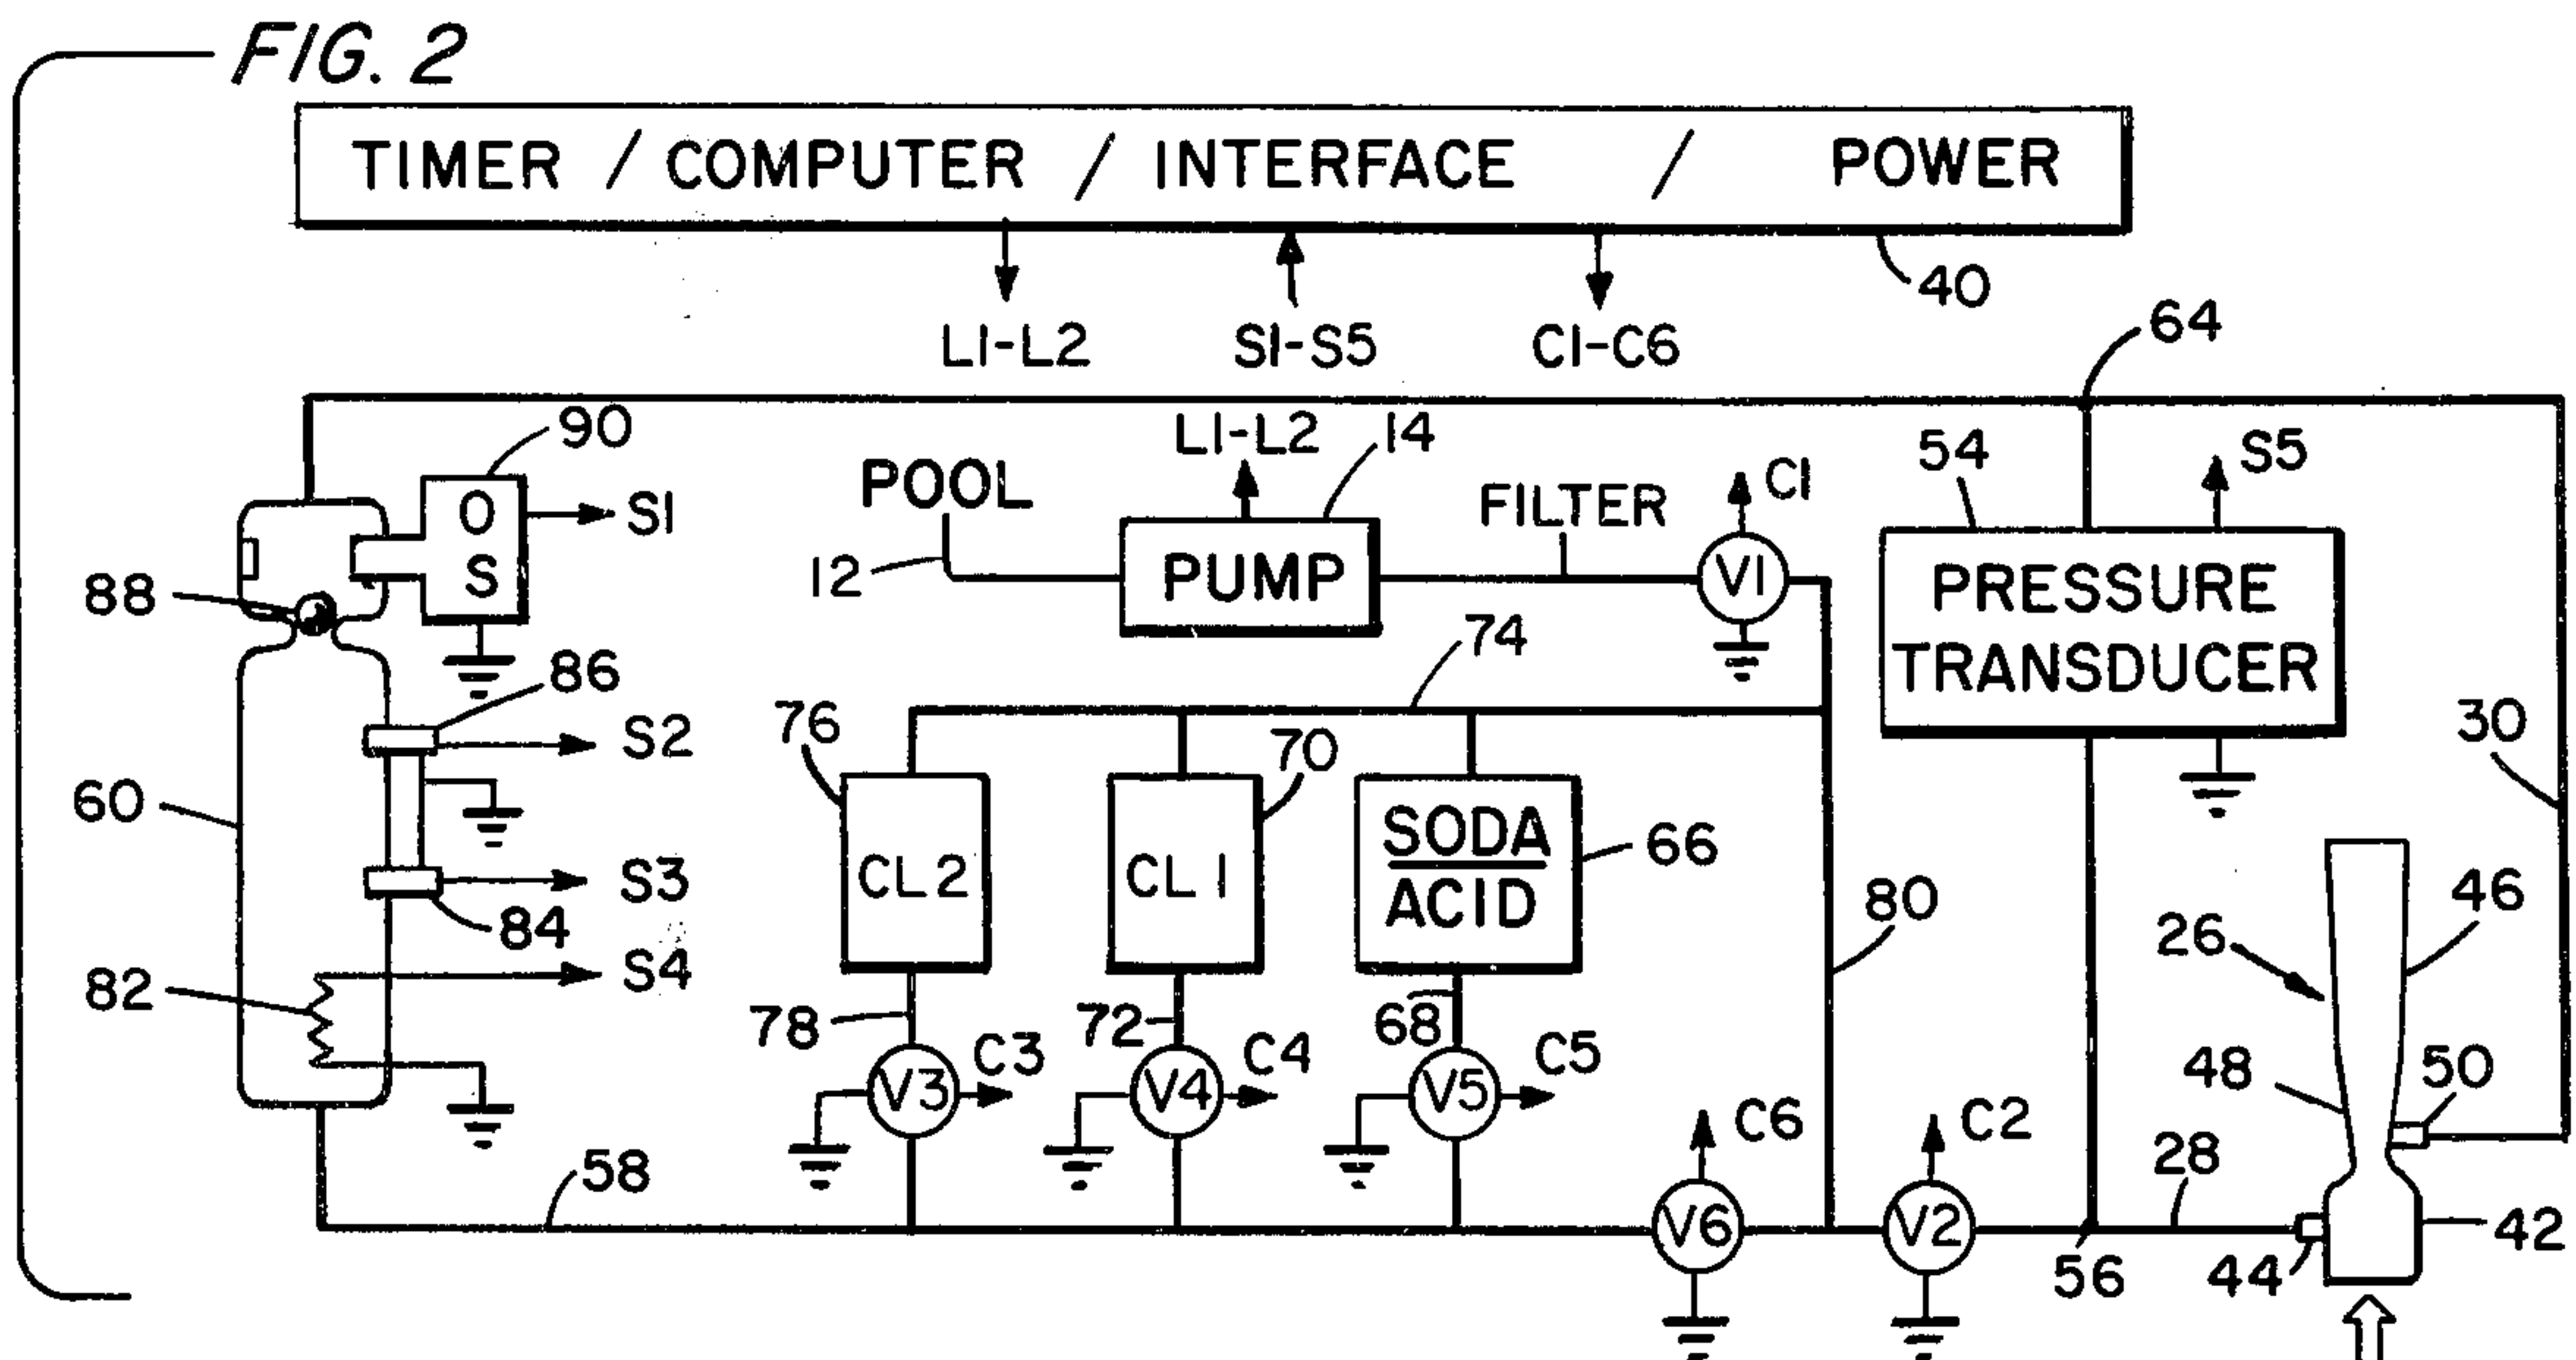 FIG. 2
TIMER / COMPUTER / INTERFACE / POWER
40
L1-L2 S1-S5 C1-C6
64
90
L1-L2
14
54
S5
POOL
C1
O
S
S1
FILTER
12
PUMP
V1
PRESSURE
TRANSDUCER
88
74
86
S2
76
70
30
60
CL2
CL1
SODA
ACID
66
S3
84
80
46
26
S4
82
78
72
68
C3
C4
C5
V3
V4
V5
48
50
C6
C2
28
58
V6
V2
42
56
44